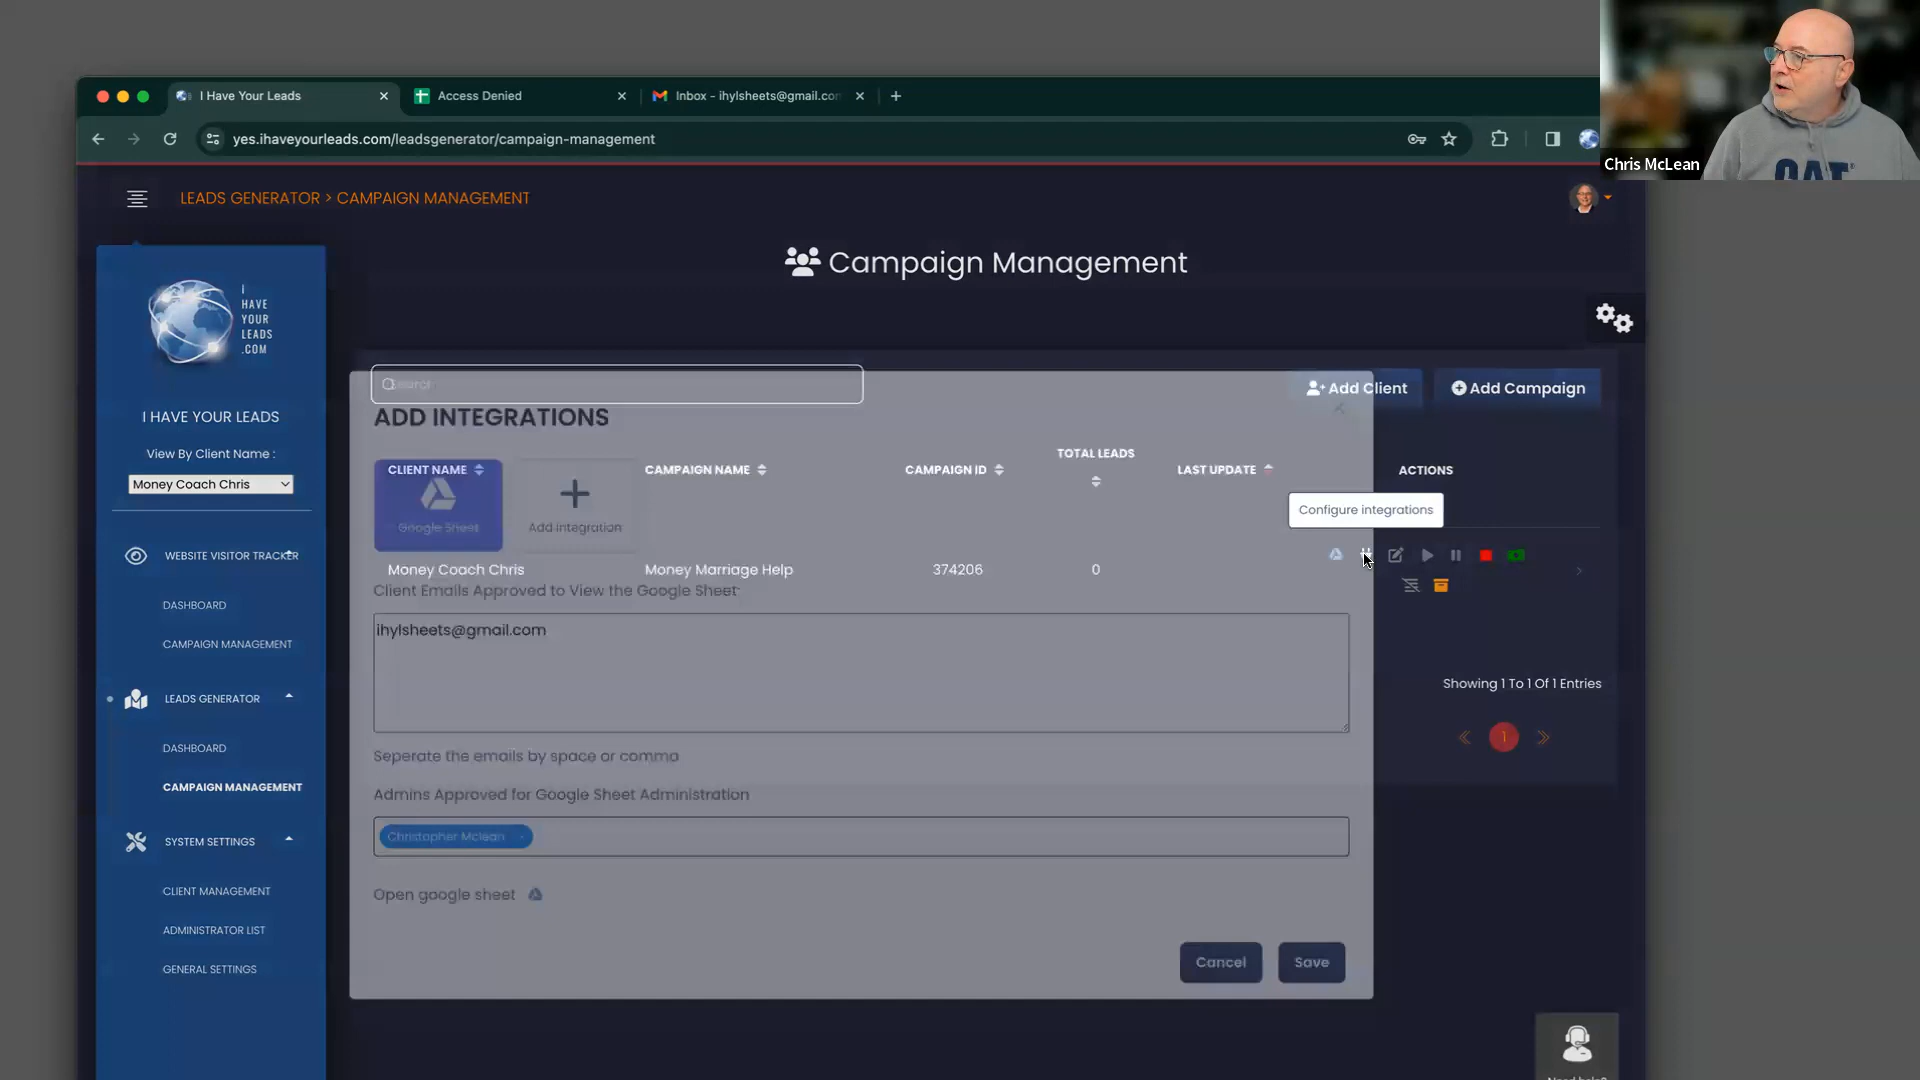 I Have Your Leads
Access Denied
Inbox - ihylsheets@gmail.com
yes.ihaveyourleads.com/leadsgenerator/campaign-management
Chris McLean
CAT
LEADS GENERATOR > CAMPAIGN MANAGEMENT
Campaign Management
I
HAVE
YOUR
LEADS
.COM
I HAVE YOUR LEADS
View By Client Name :
Money Coach Chris
WEBSITE VISITOR TRACKER
DASHBOARD
CAMPAIGN MANAGEMENT
LEADS GENERATOR
DASHBOARD
CAMPAIGN MANAGEMENT
SYSTEM SETTINGS
CLIENT MANAGEMENT
ADMINISTRATOR LIST
GENERAL SETTINGS
Add Client
Add Campaign
ADD INTEGRATIONS
CLIENT NAME
CAMPAIGN NAME
CAMPAIGN ID
TOTAL LEADS
LAST UPDATE
ACTIONS
Google Sheet
Add integration
Configure integrations
Money Coach Chris
Money Marriage Help
374206
0
Client Emails Approved to View the Google Sheet
ihylsheets@gmail.com
Seperate the emails by space or comma
Admins Approved for Google Sheet Administration
Christopher Mclean
Open google sheet
Cancel
Save
Showing 1 To 1 Of 1 Entries
1